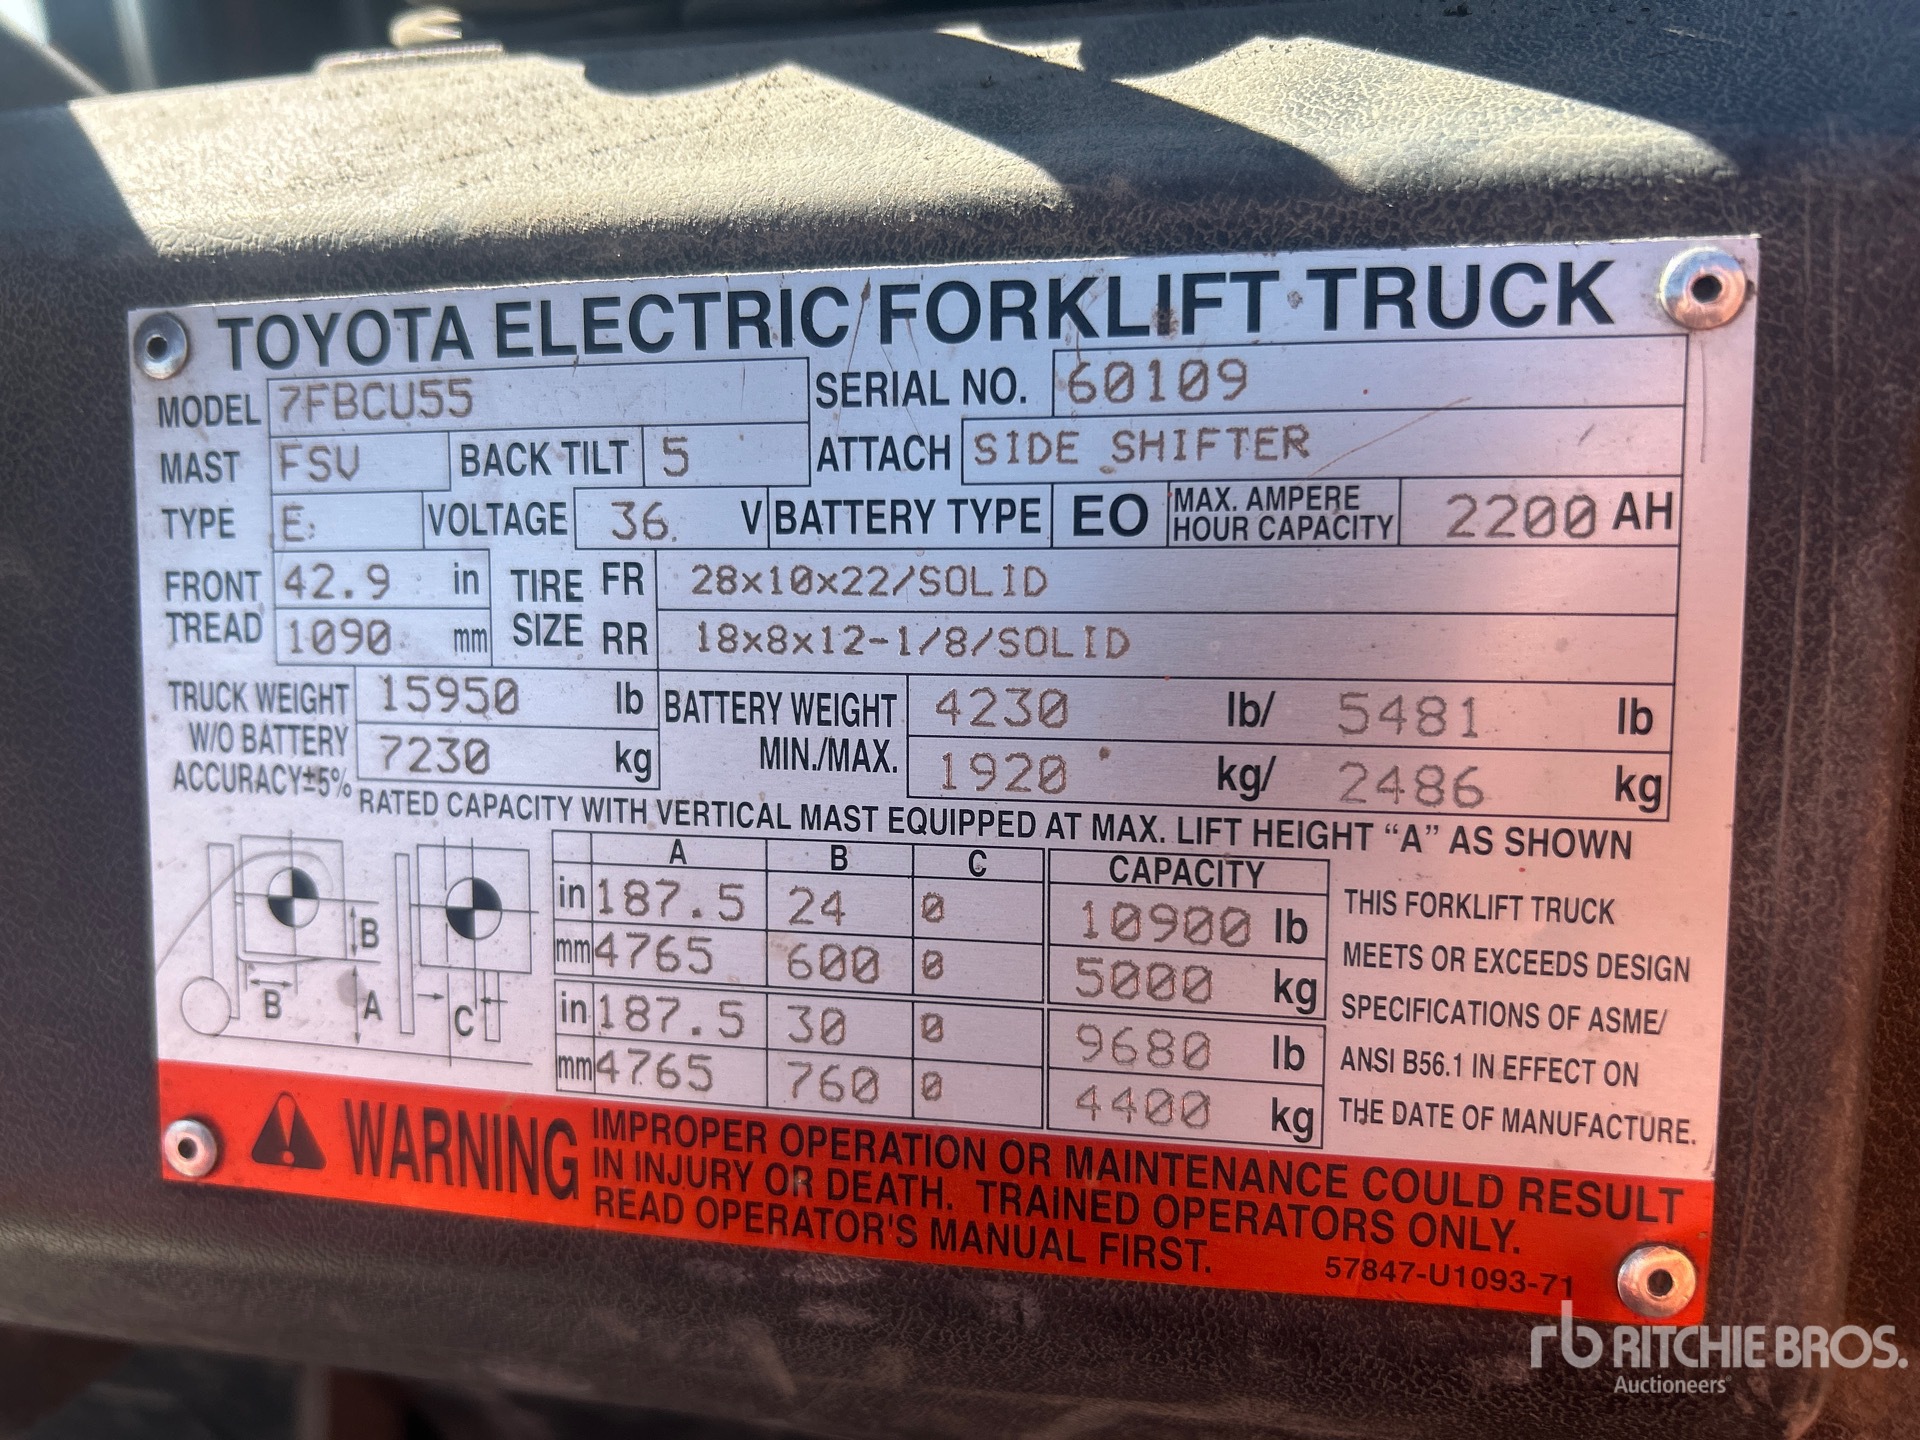 TOYOTA ELECTRIC FORKLIFT TRUCK
MODEL 7FBCU55 SERIAL NO. 60109
MAST FSV BACK TILT 5 ATTACH SIDE SHIFTER
TYPE E VOLTAGE 36 V BATTERY TYPE EO MAX. AMPERE HOUR CAPACITY 2200 AH
FRONT TREAD 42.9 in TIRE SIZE FR 28x10x22/SOLID
1090 mm RR 18x8x12-1/8/SOLID
TRUCK WEIGHT W/O BATTERY ACCURACY±5% 15950 lb BATTERY WEIGHT MIN./MAX. 4230 lb/ 5481 lb
7230 kg 1920 kg/ 2486 kg
RATED CAPACITY WITH VERTICAL MAST EQUIPPED AT MAX. LIFT HEIGHT “A” AS SHOWN
A B C CAPACITY
in 187.5 24 0 10900 lb
mm 4765 600 0 5000 kg
in 187.5 30 0 9680 lb
mm 4765 760 0 4400 kg
B
B A C
THIS FORKLIFT TRUCK
MEETS OR EXCEEDS DESIGN
SPECIFICATIONS OF ASME/
ANSI B56.1 IN EFFECT ON
THE DATE OF MANUFACTURE.
WARNING
IMPROPER OPERATION OR MAINTENANCE COULD RESULT
IN INJURY OR DEATH. TRAINED OPERATORS ONLY.
READ OPERATOR'S MANUAL FIRST.
57847-U1093-71
rb RITCHIE BROS.
Auctioneers